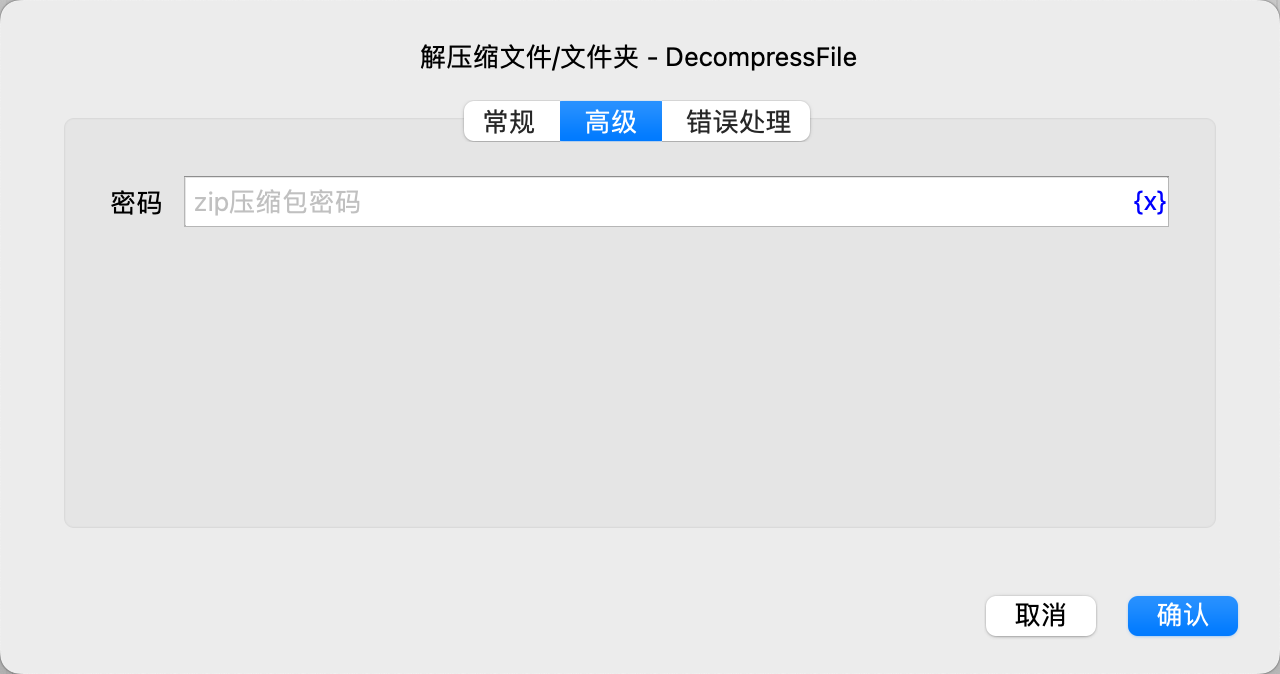 解压缩文件/文件夹 - DecompressFile
常规 高级 错误处理
密码 zip压缩包密码 {x}
取消 确认